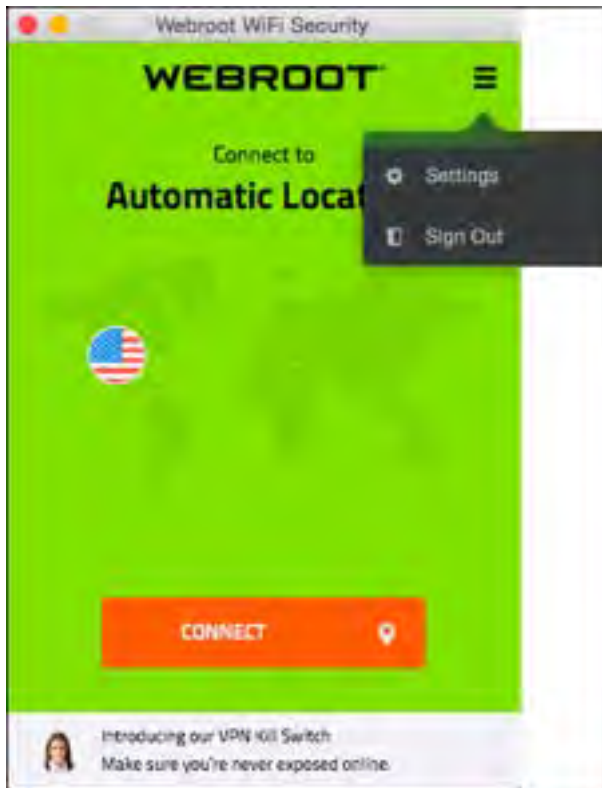 Webroot WiFi Security
WEBROOT
Connect to
Automatic Locat
Settings
Sign Out
CONNECT
Introducing our VPN Kill Switch
Make sure you're never exposed online.